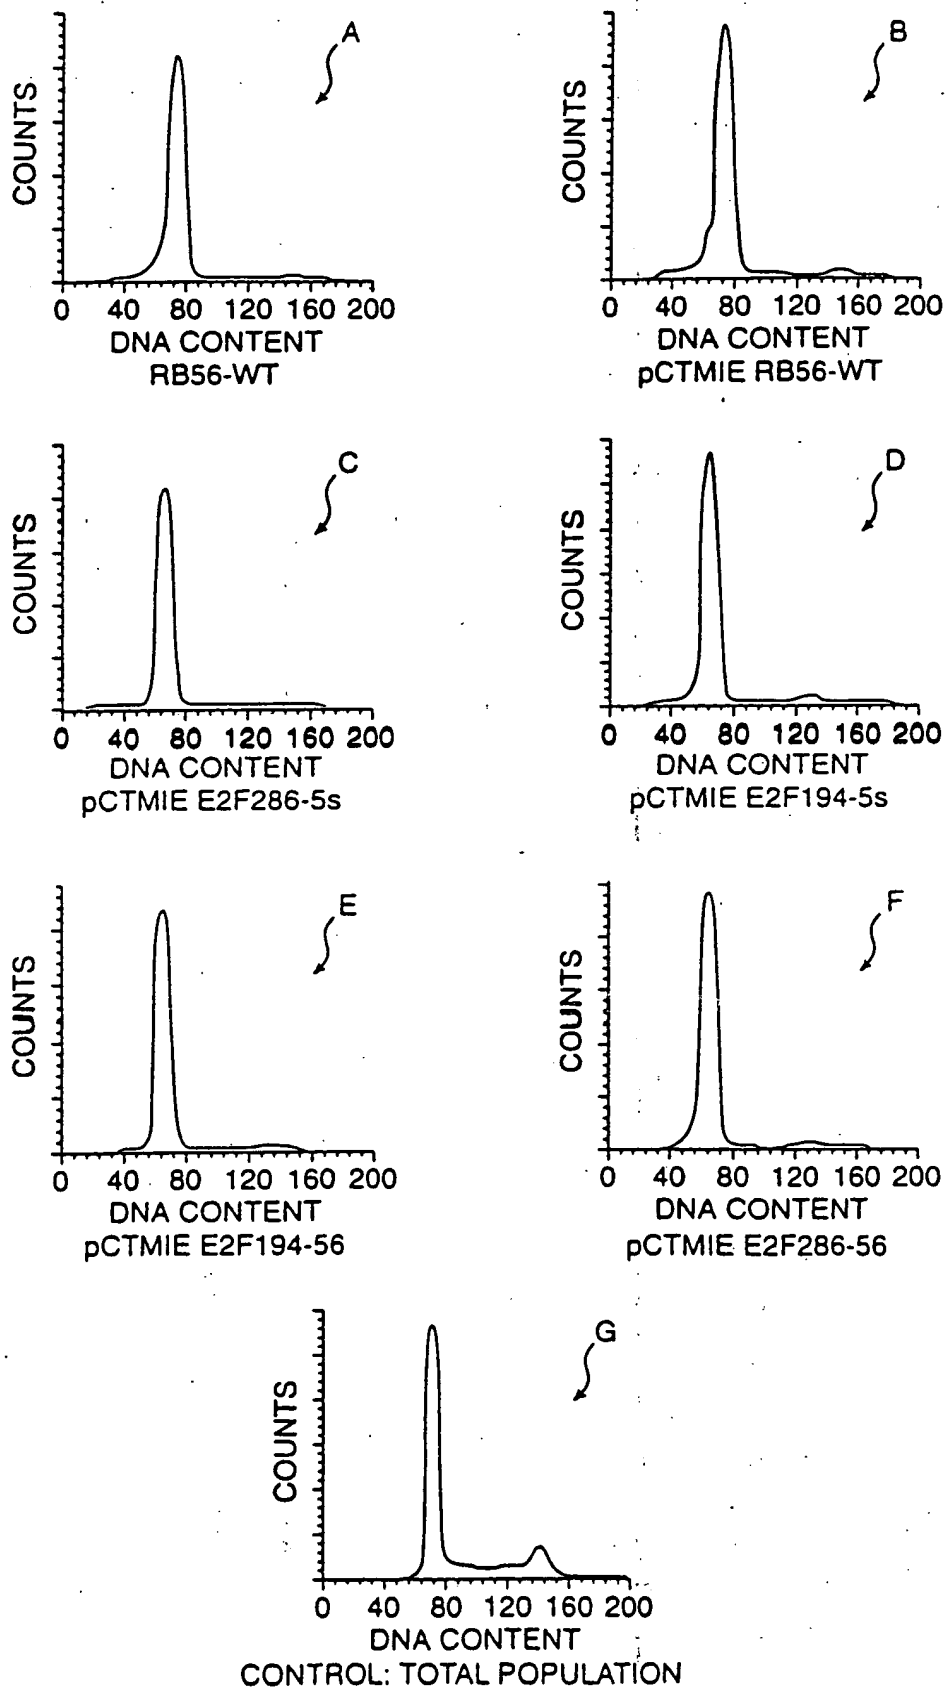 A
COUNTS
0 40 80 120 160 200
DNA CONTENT
RB56-WT
B
COUNTS
0 40 80 120 160 200
DNA CONTENT
pCTMIE RB56-WT
C
COUNTS
0 40 80 120 160 200
DNA CONTENT
pCTMIE E2F286-5s
D
COUNTS
0 40 80 120 160 200
DNA CONTENT
pCTMIE E2F194-5s
E
COUNTS
0 40 80 120 160 200
DNA CONTENT
pCTMIE E2F194-56
F
COUNTS
0 40 80 120 160 200
DNA CONTENT
pCTMIE E2F286-56
G
COUNTS
0 40 80 120 160 200
DNA CONTENT
CONTROL: TOTAL POPULATION